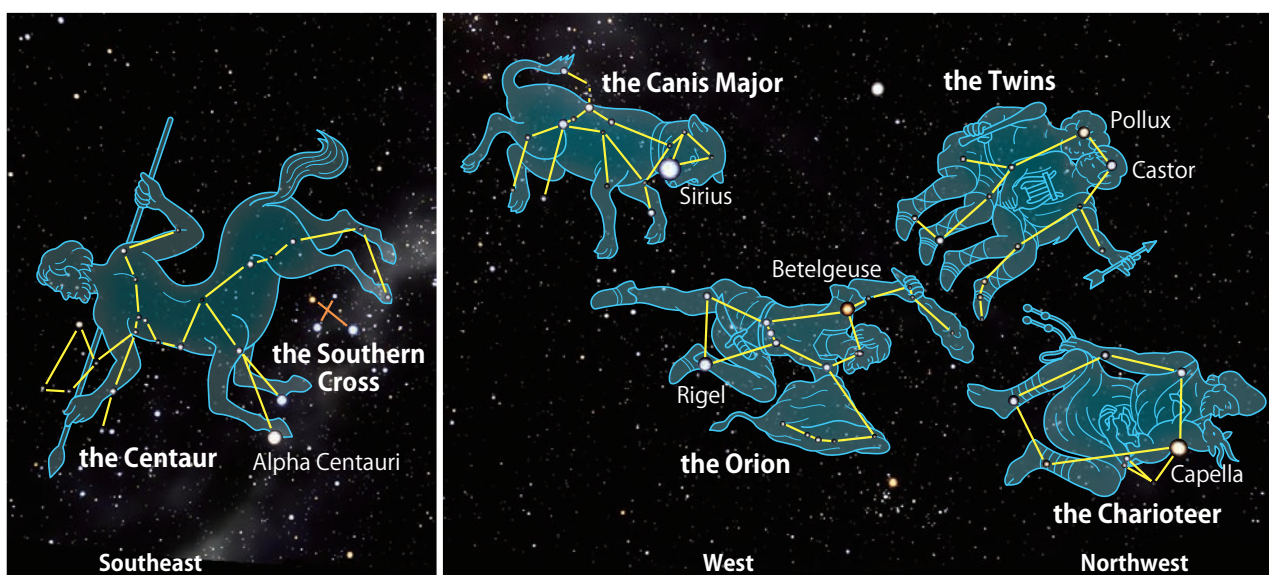 the Southern
Cross
the Centaur
Alpha Centauri
Southeast
the Canis Major
Sirius
the Twins
Pollux
Castor
Betelgeuse
Rigel
the Orion
Capella
the Charioteer
West
Northwest